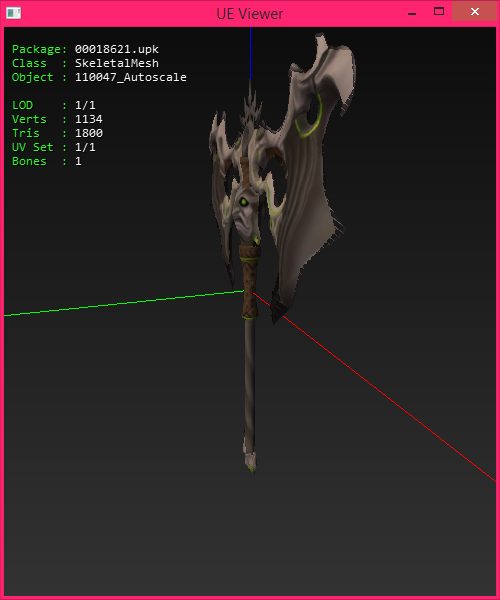 UE Viewer
Package: 00018621.upk
Class : SkeletalMesh
Object : 110047_Autoscale
LOD : 1/1
Verts : 1134
Tris : 1800
UV Set : 1/1
Bones : 1